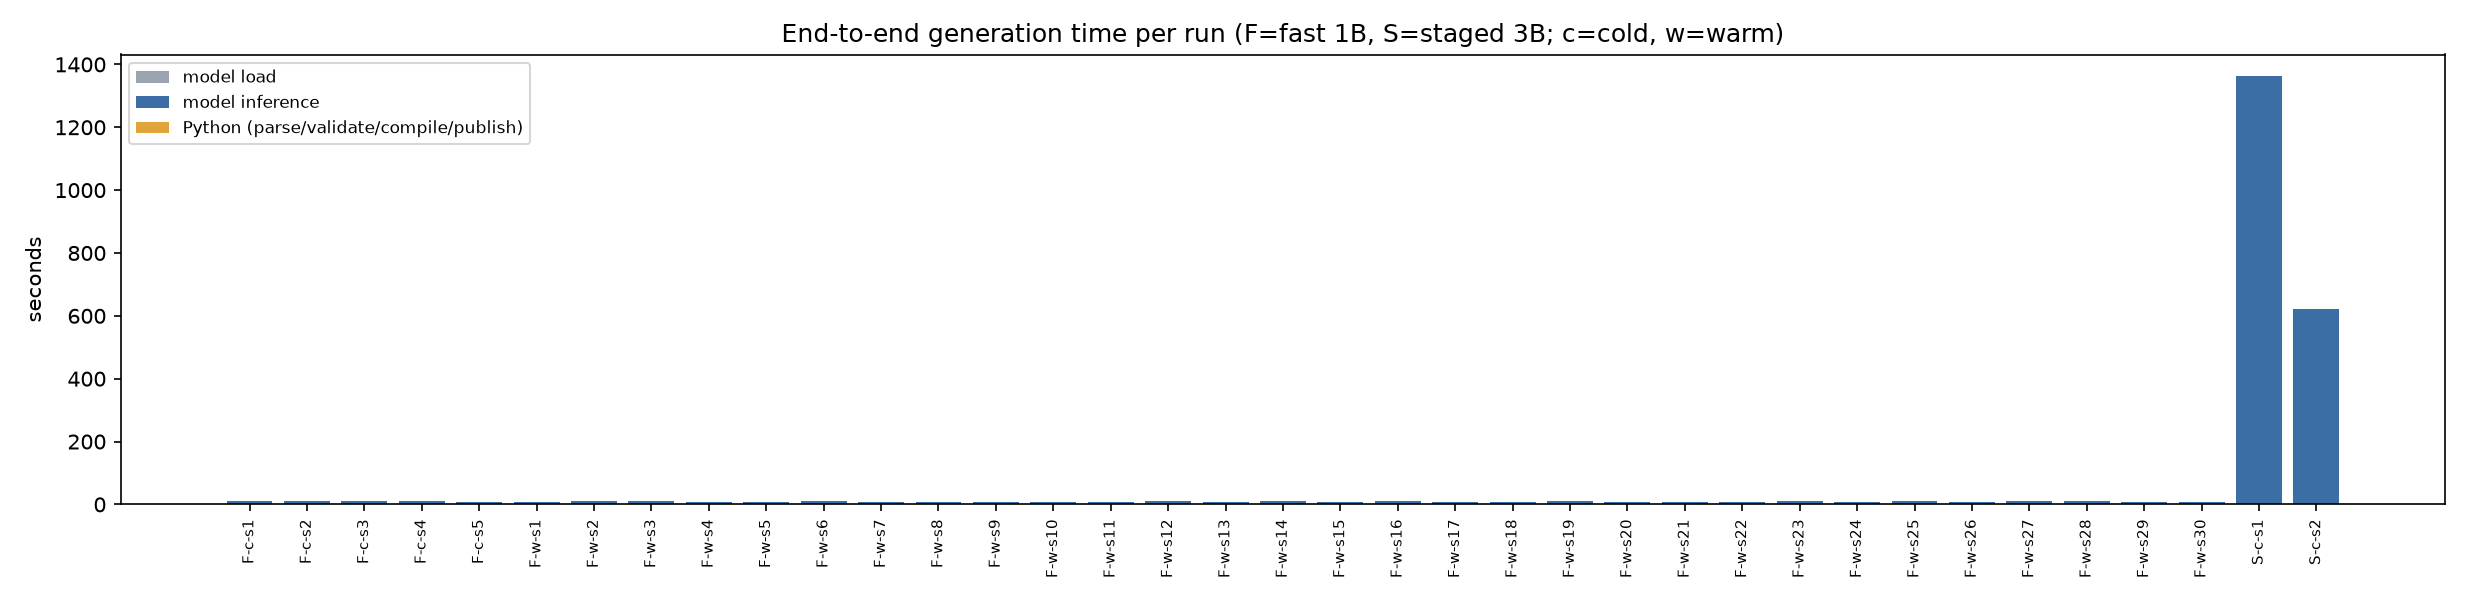 End-to-end generation time per run (F=fast 1B, S=staged 3B; c=cold, w=warm)
model load
model inference
Python (parse/validate/compile/publish)
seconds
1400
1200
1000
800
600
400
200
0
F-c-s1
F-c-s2
F-c-s3
F-c-s4
F-c-s5
F-w-s1
F-w-s2
F-w-s3
F-w-s4
F-w-s5
F-w-s6
F-w-s7
F-w-s8
F-w-s9
F-w-s10
F-w-s11
F-w-s12
F-w-s13
F-w-s14
F-w-s15
F-w-s16
F-w-s17
F-w-s18
F-w-s19
F-w-s20
F-w-s21
F-w-s22
F-w-s23
F-w-s24
F-w-s25
F-w-s26
F-w-s27
F-w-s28
F-w-s29
F-w-s30
S-c-s1
S-c-s2